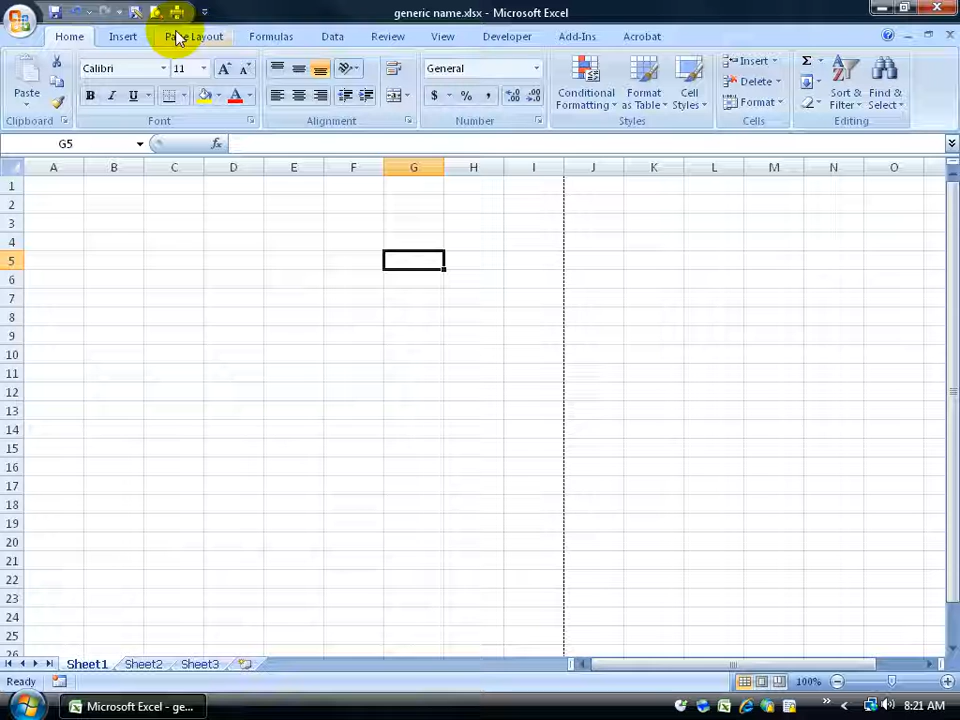 generic name.xlsx - Microsoft Excel
Home Insert Page Layout Formulas Data Review View Developer Add-Ins Acrobat
Paste
Calibri 11
General
Conditional Formatting
Format as Table
Cell Styles
Insert
Delete
Format
Sort & Filter
Find & Select
B I U A $ % ,
Clipboard Font Alignment Number Styles Cells Editing
G5 fx
A B C D E F G H I J K L M N O
1
2
3
4
5
6
7
8
9
10
11
12
13
14
15
16
17
18
19
20
21
22
23
24
25
26
Sheet1 Sheet2 Sheet3
Ready 100%
Microsoft Excel - ge... 8:21 AM